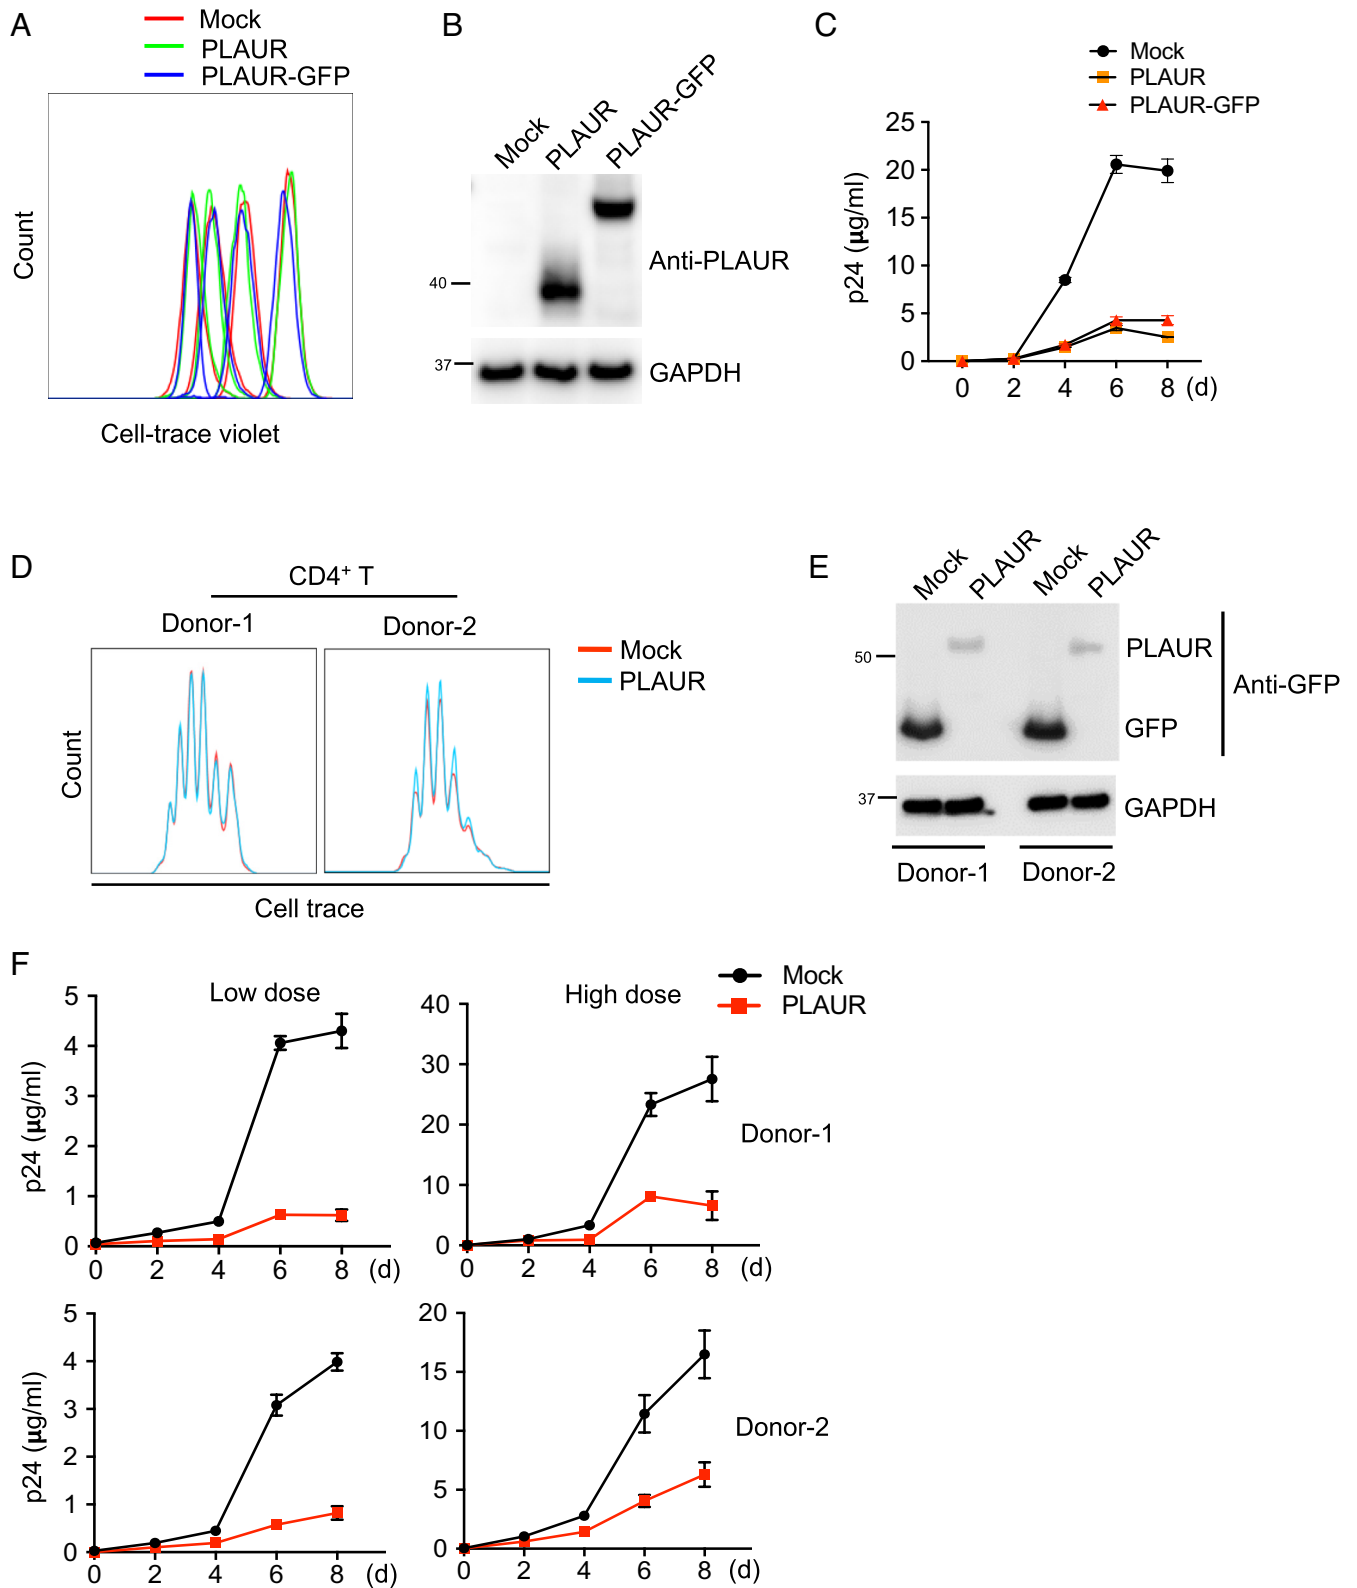 A
Mock
PLAUR
PLAUR-GFP
Count
Cell-trace violet
B
Mock
PLAUR
PLAUR-GFP
40
Anti-PLAUR
37
GAPDH
C
Mock
PLAUR
PLAUR-GFP
p24 (μg/ml)
25
20
15
10
5
0
0 2 4 6 8 (d)
D
CD4+ T
Donor-1 Donor-2
Mock
PLAUR
Count
Cell trace
E
Mock PLAUR Mock PLAUR
50
PLAUR
GFP
Anti-GFP
37
GAPDH
Donor-1 Donor-2
F
Mock
PLAUR
Low dose
p24 (μg/ml)
5
4
3
2
1
0
0 2 4 6 8 (d)
High dose
40
30
20
10
0
0 2 4 6 8 (d)
Donor-1
p24 (μg/ml)
5
4
3
2
1
0
0 2 4 6 8 (d)
20
15
10
5
0
0 2 4 6 8 (d)
Donor-2